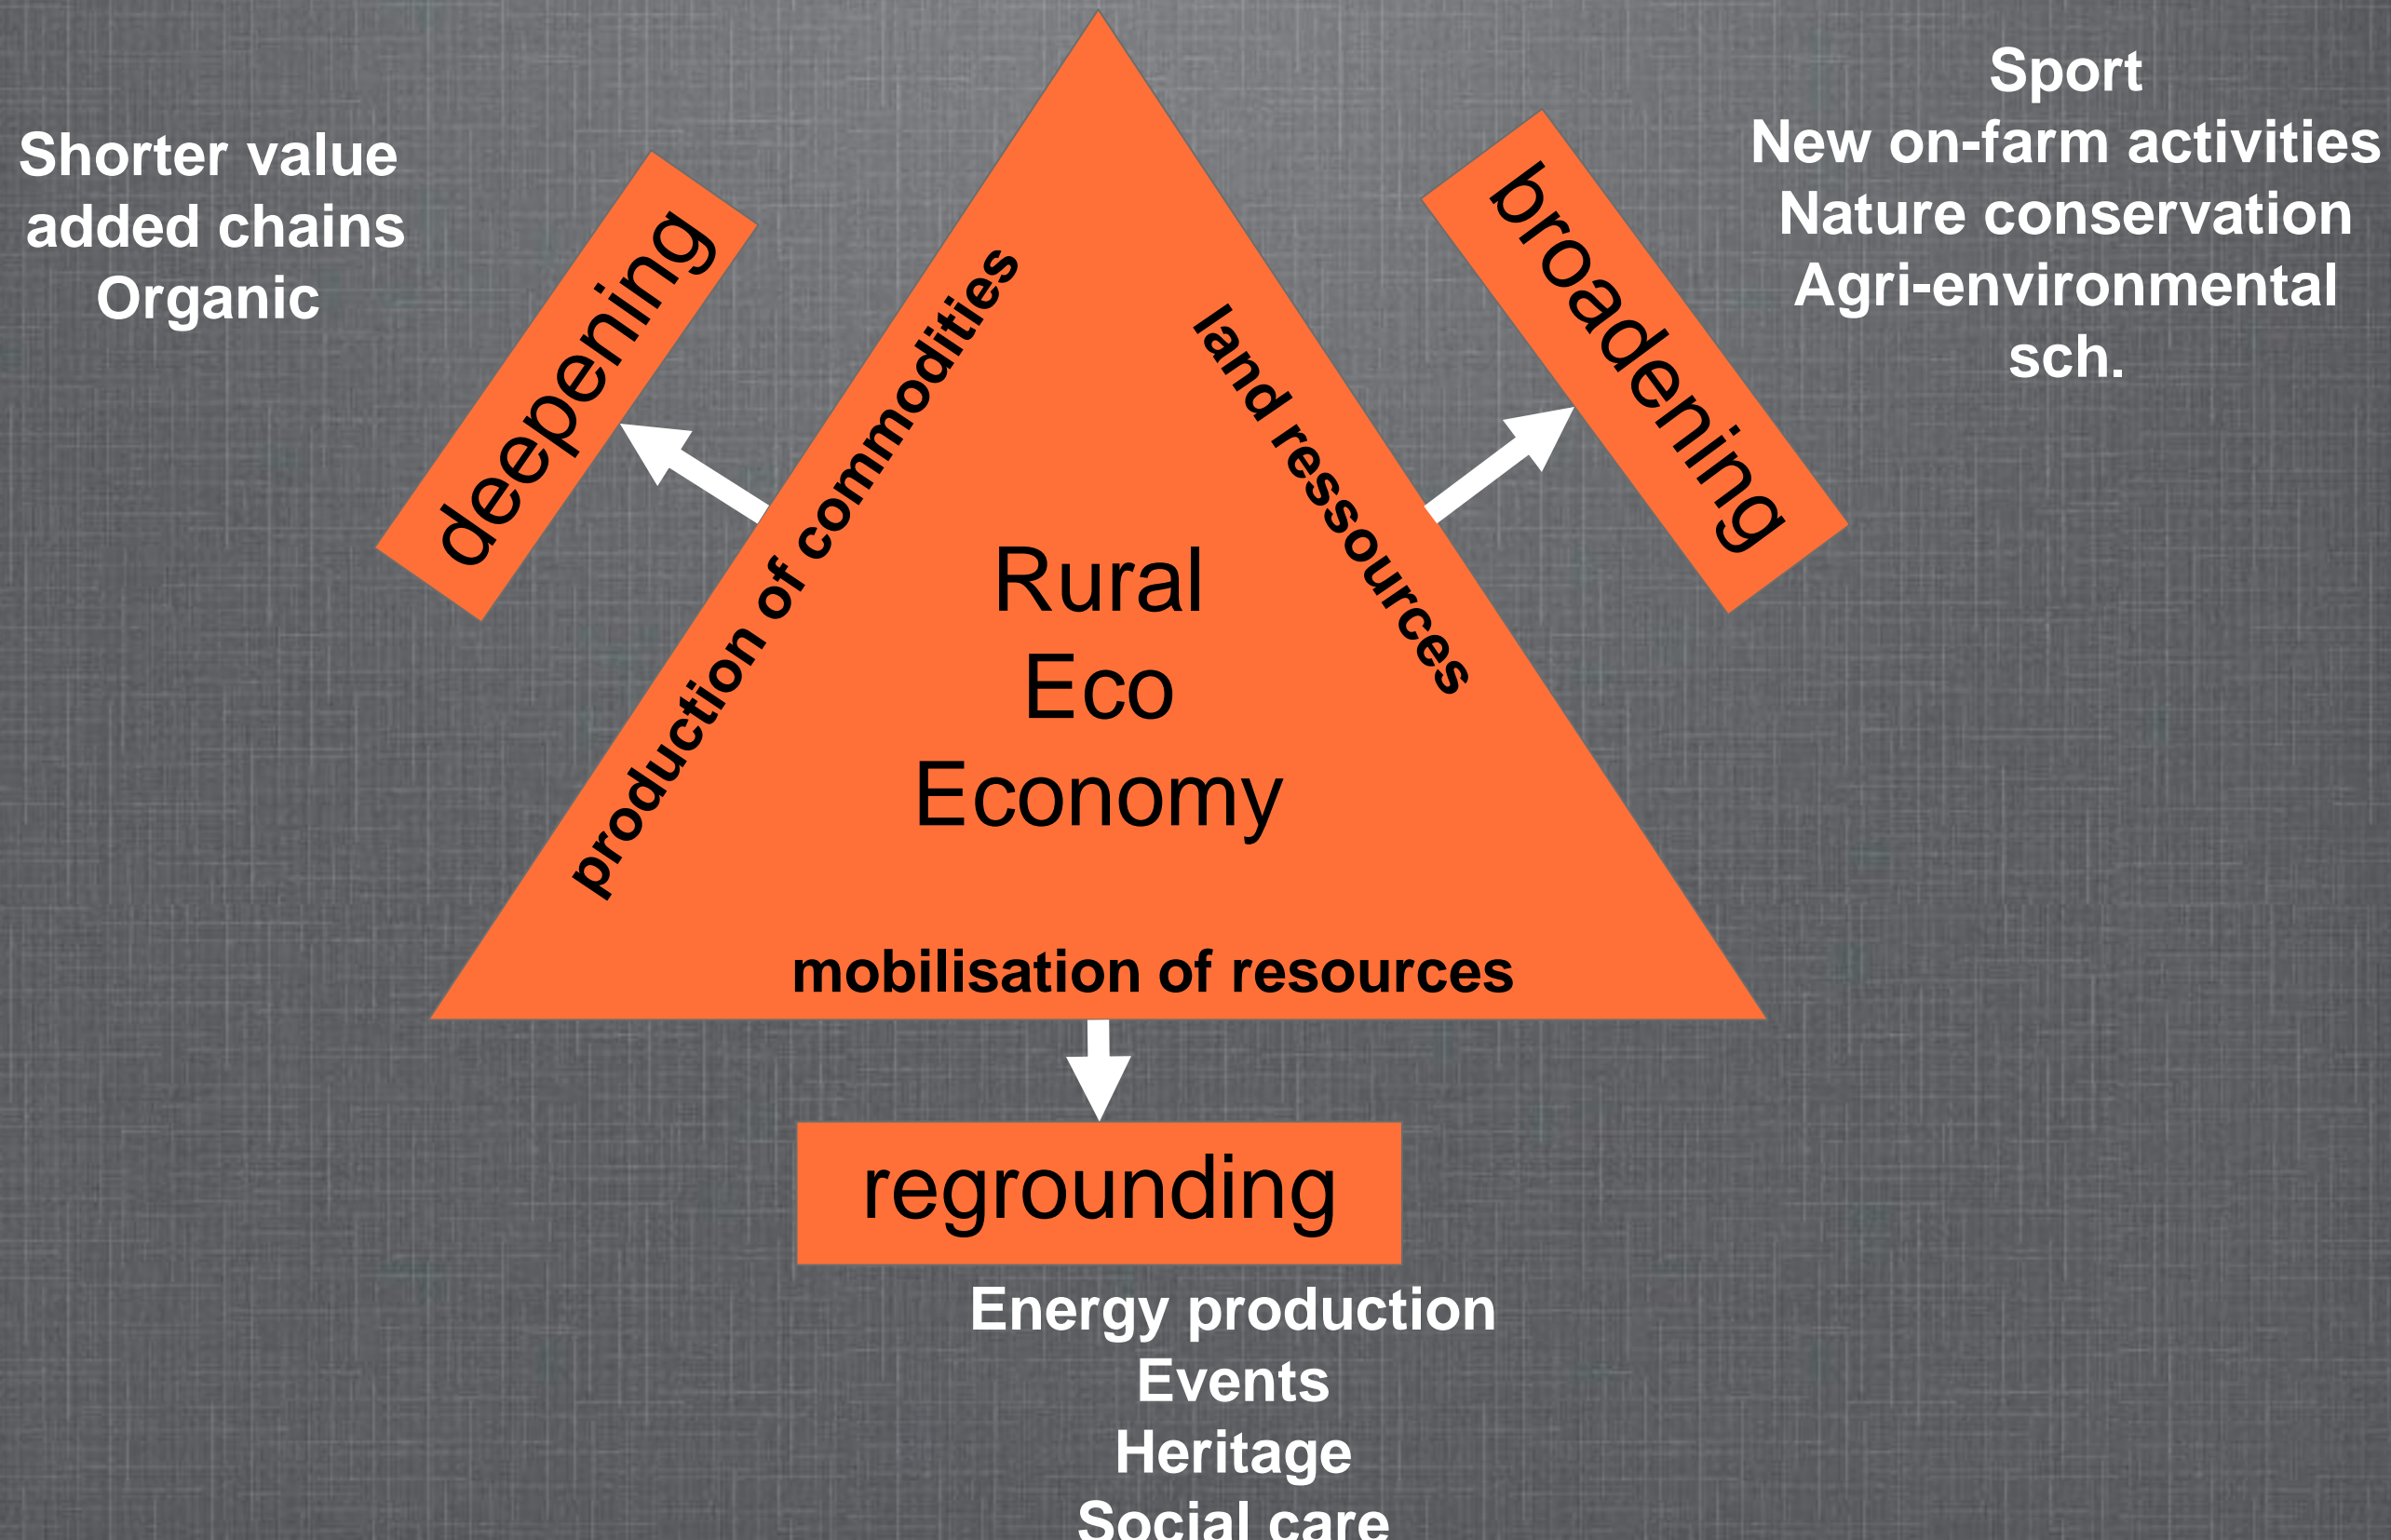 Shorter value
added chains
Organic
deepening
production of commodities
land ressources
broadening
Sport
New on-farm activities
Nature conservation
Agri-environmental
sch.
Rural
Eco
Economy
mobilisation of resources
regrounding
Energy production
Events
Heritage
Social care